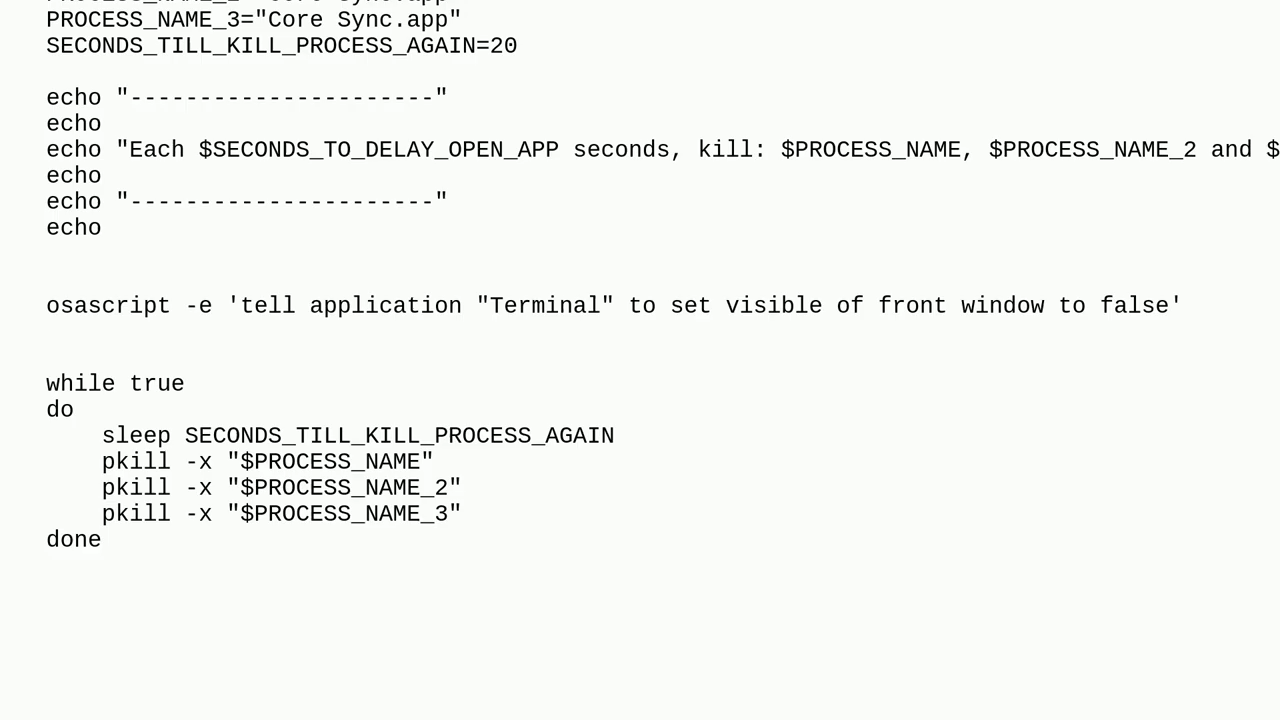 PROCESS_NAME_3="Core Sync.app"
SECONDS_TILL_KILL_PROCESS_AGAIN=20
echo "----------------------"
echo
echo "Each $SECONDS_TO_DELAY_OPEN_APP seconds, kill: $PROCESS_NAME, $PROCESS_NAME_2 and $
echo
echo "----------------------"
echo
osascript -e 'tell application "Terminal" to set visible of front window to false'
while true
do
    sleep SECONDS_TILL_KILL_PROCESS_AGAIN
    pkill -x "$PROCESS_NAME"
    pkill -x "$PROCESS_NAME_2"
    pkill -x "$PROCESS_NAME_3"
done